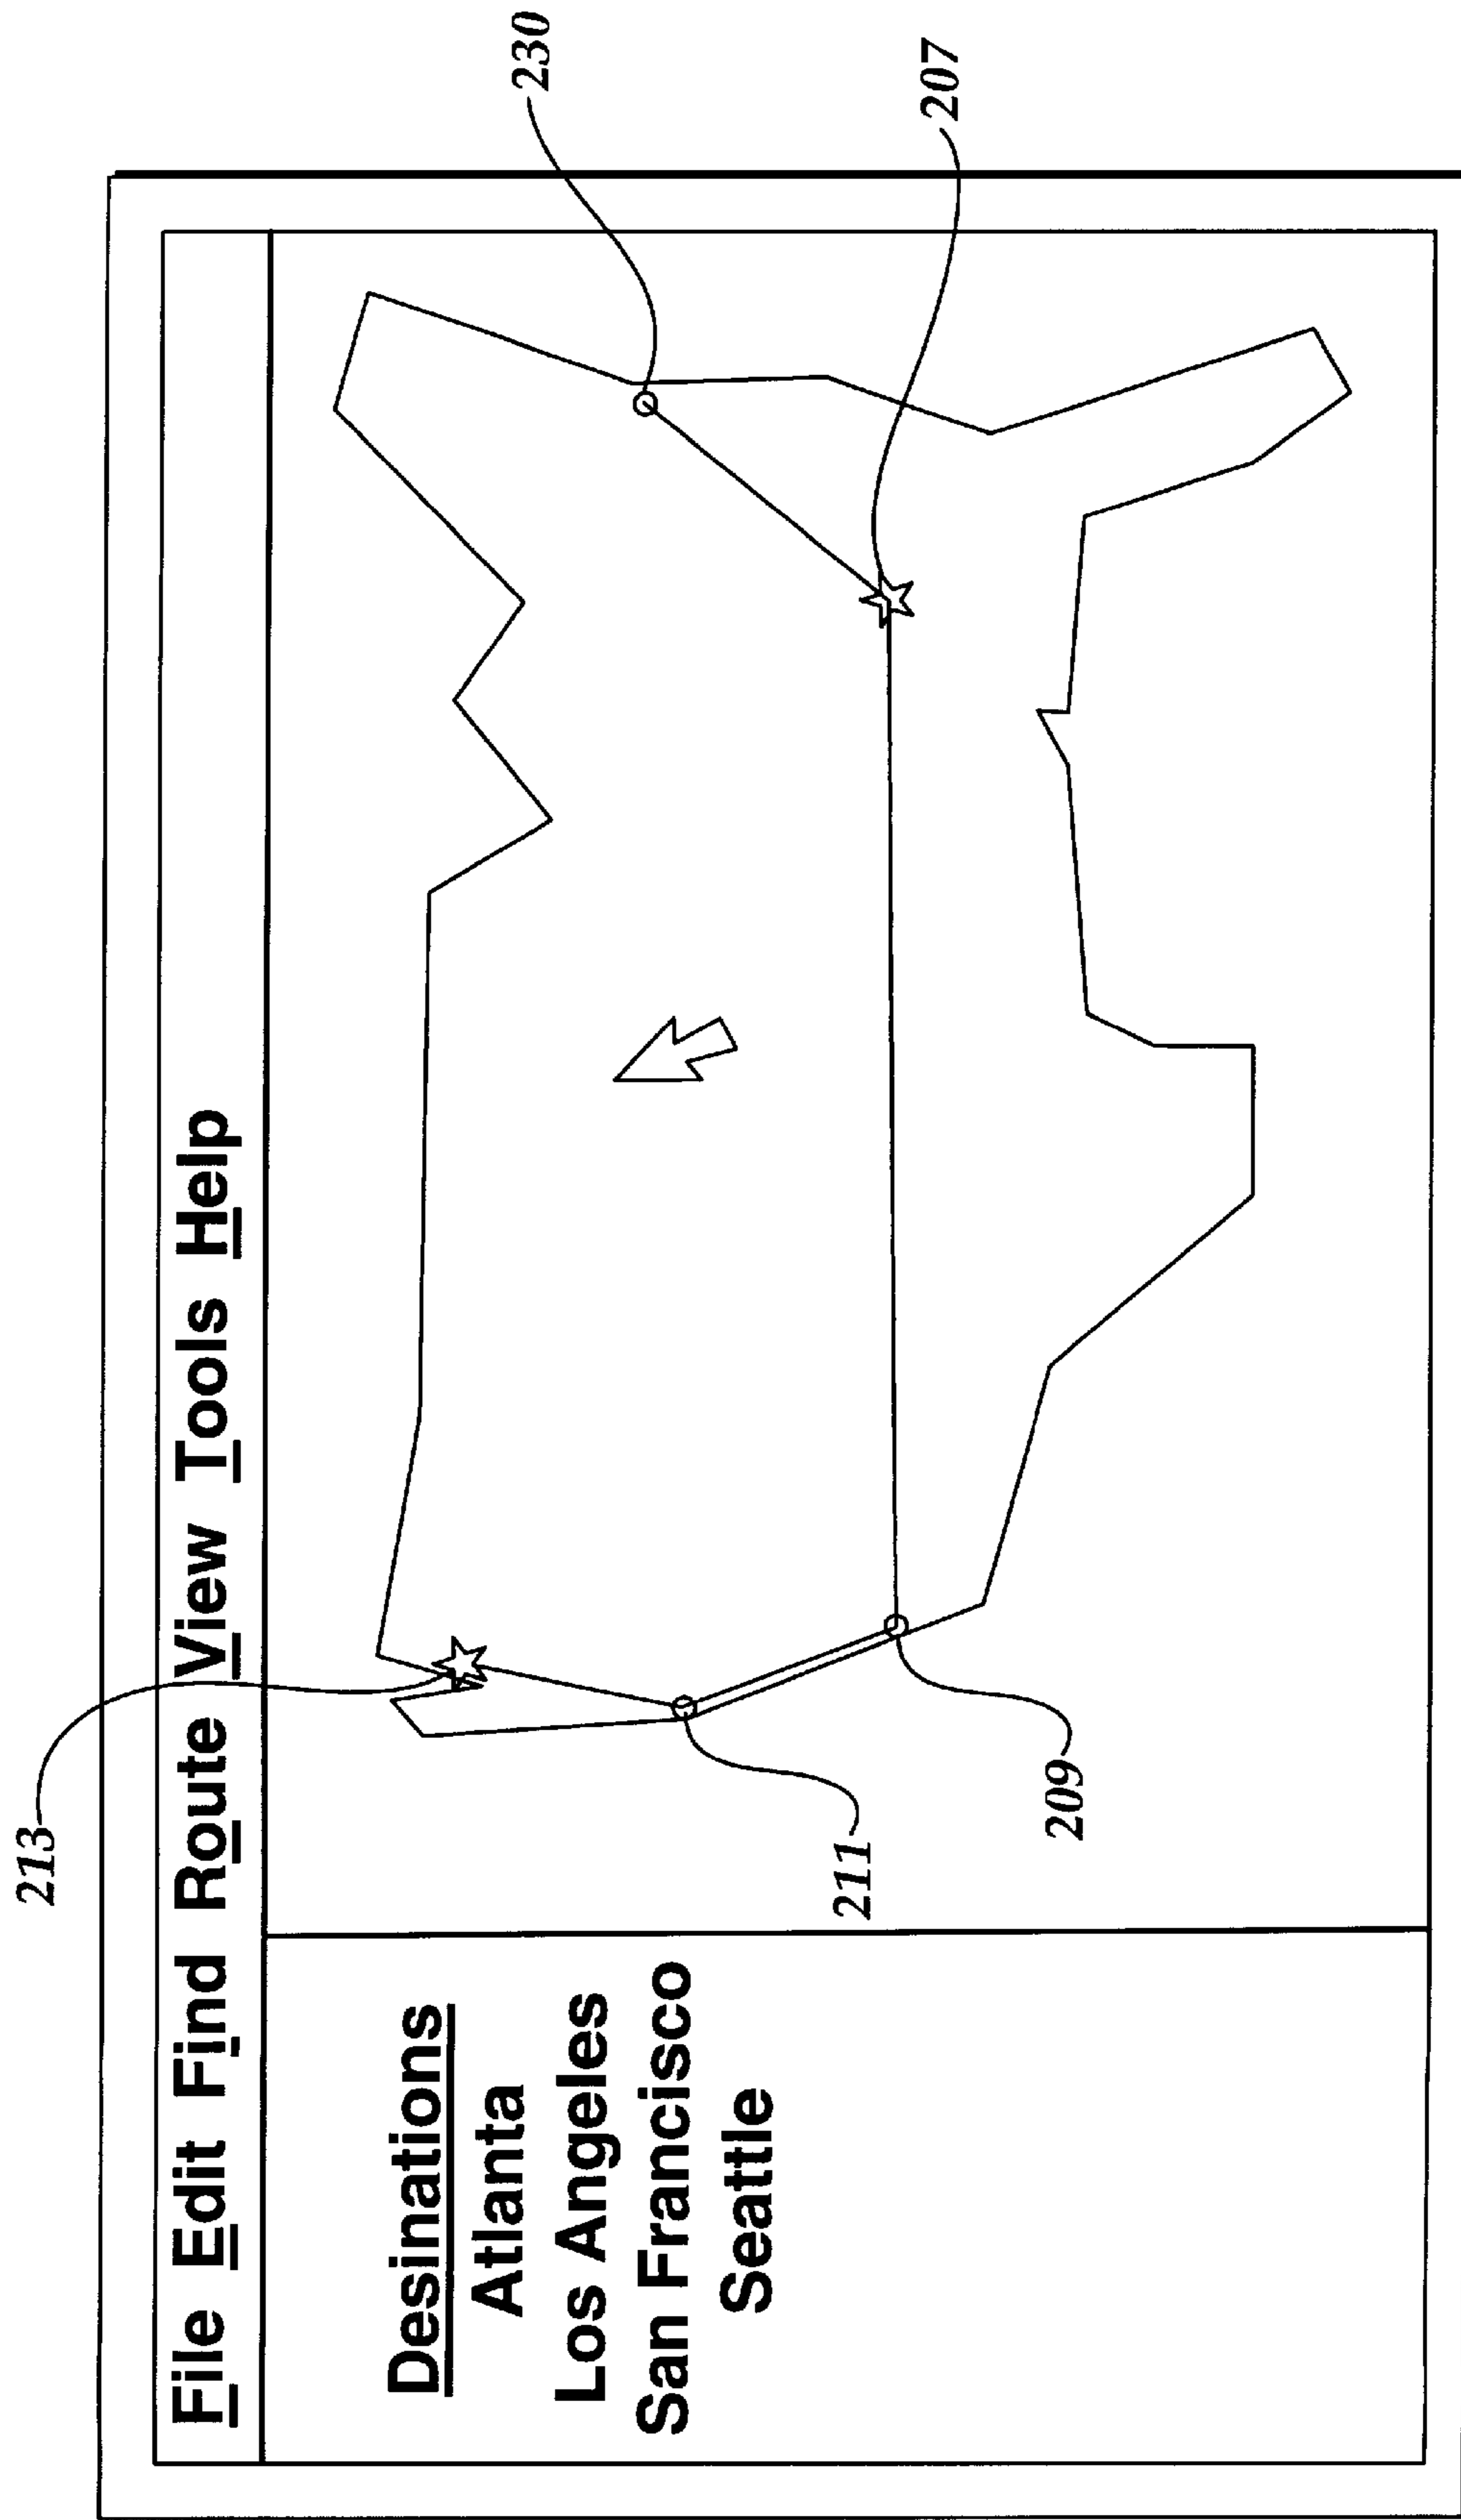 213
230
207
File Edit Find Route View Tools Help
Desinations
Atlanta
Los Angeles
San Francisco
Seattle
211
209